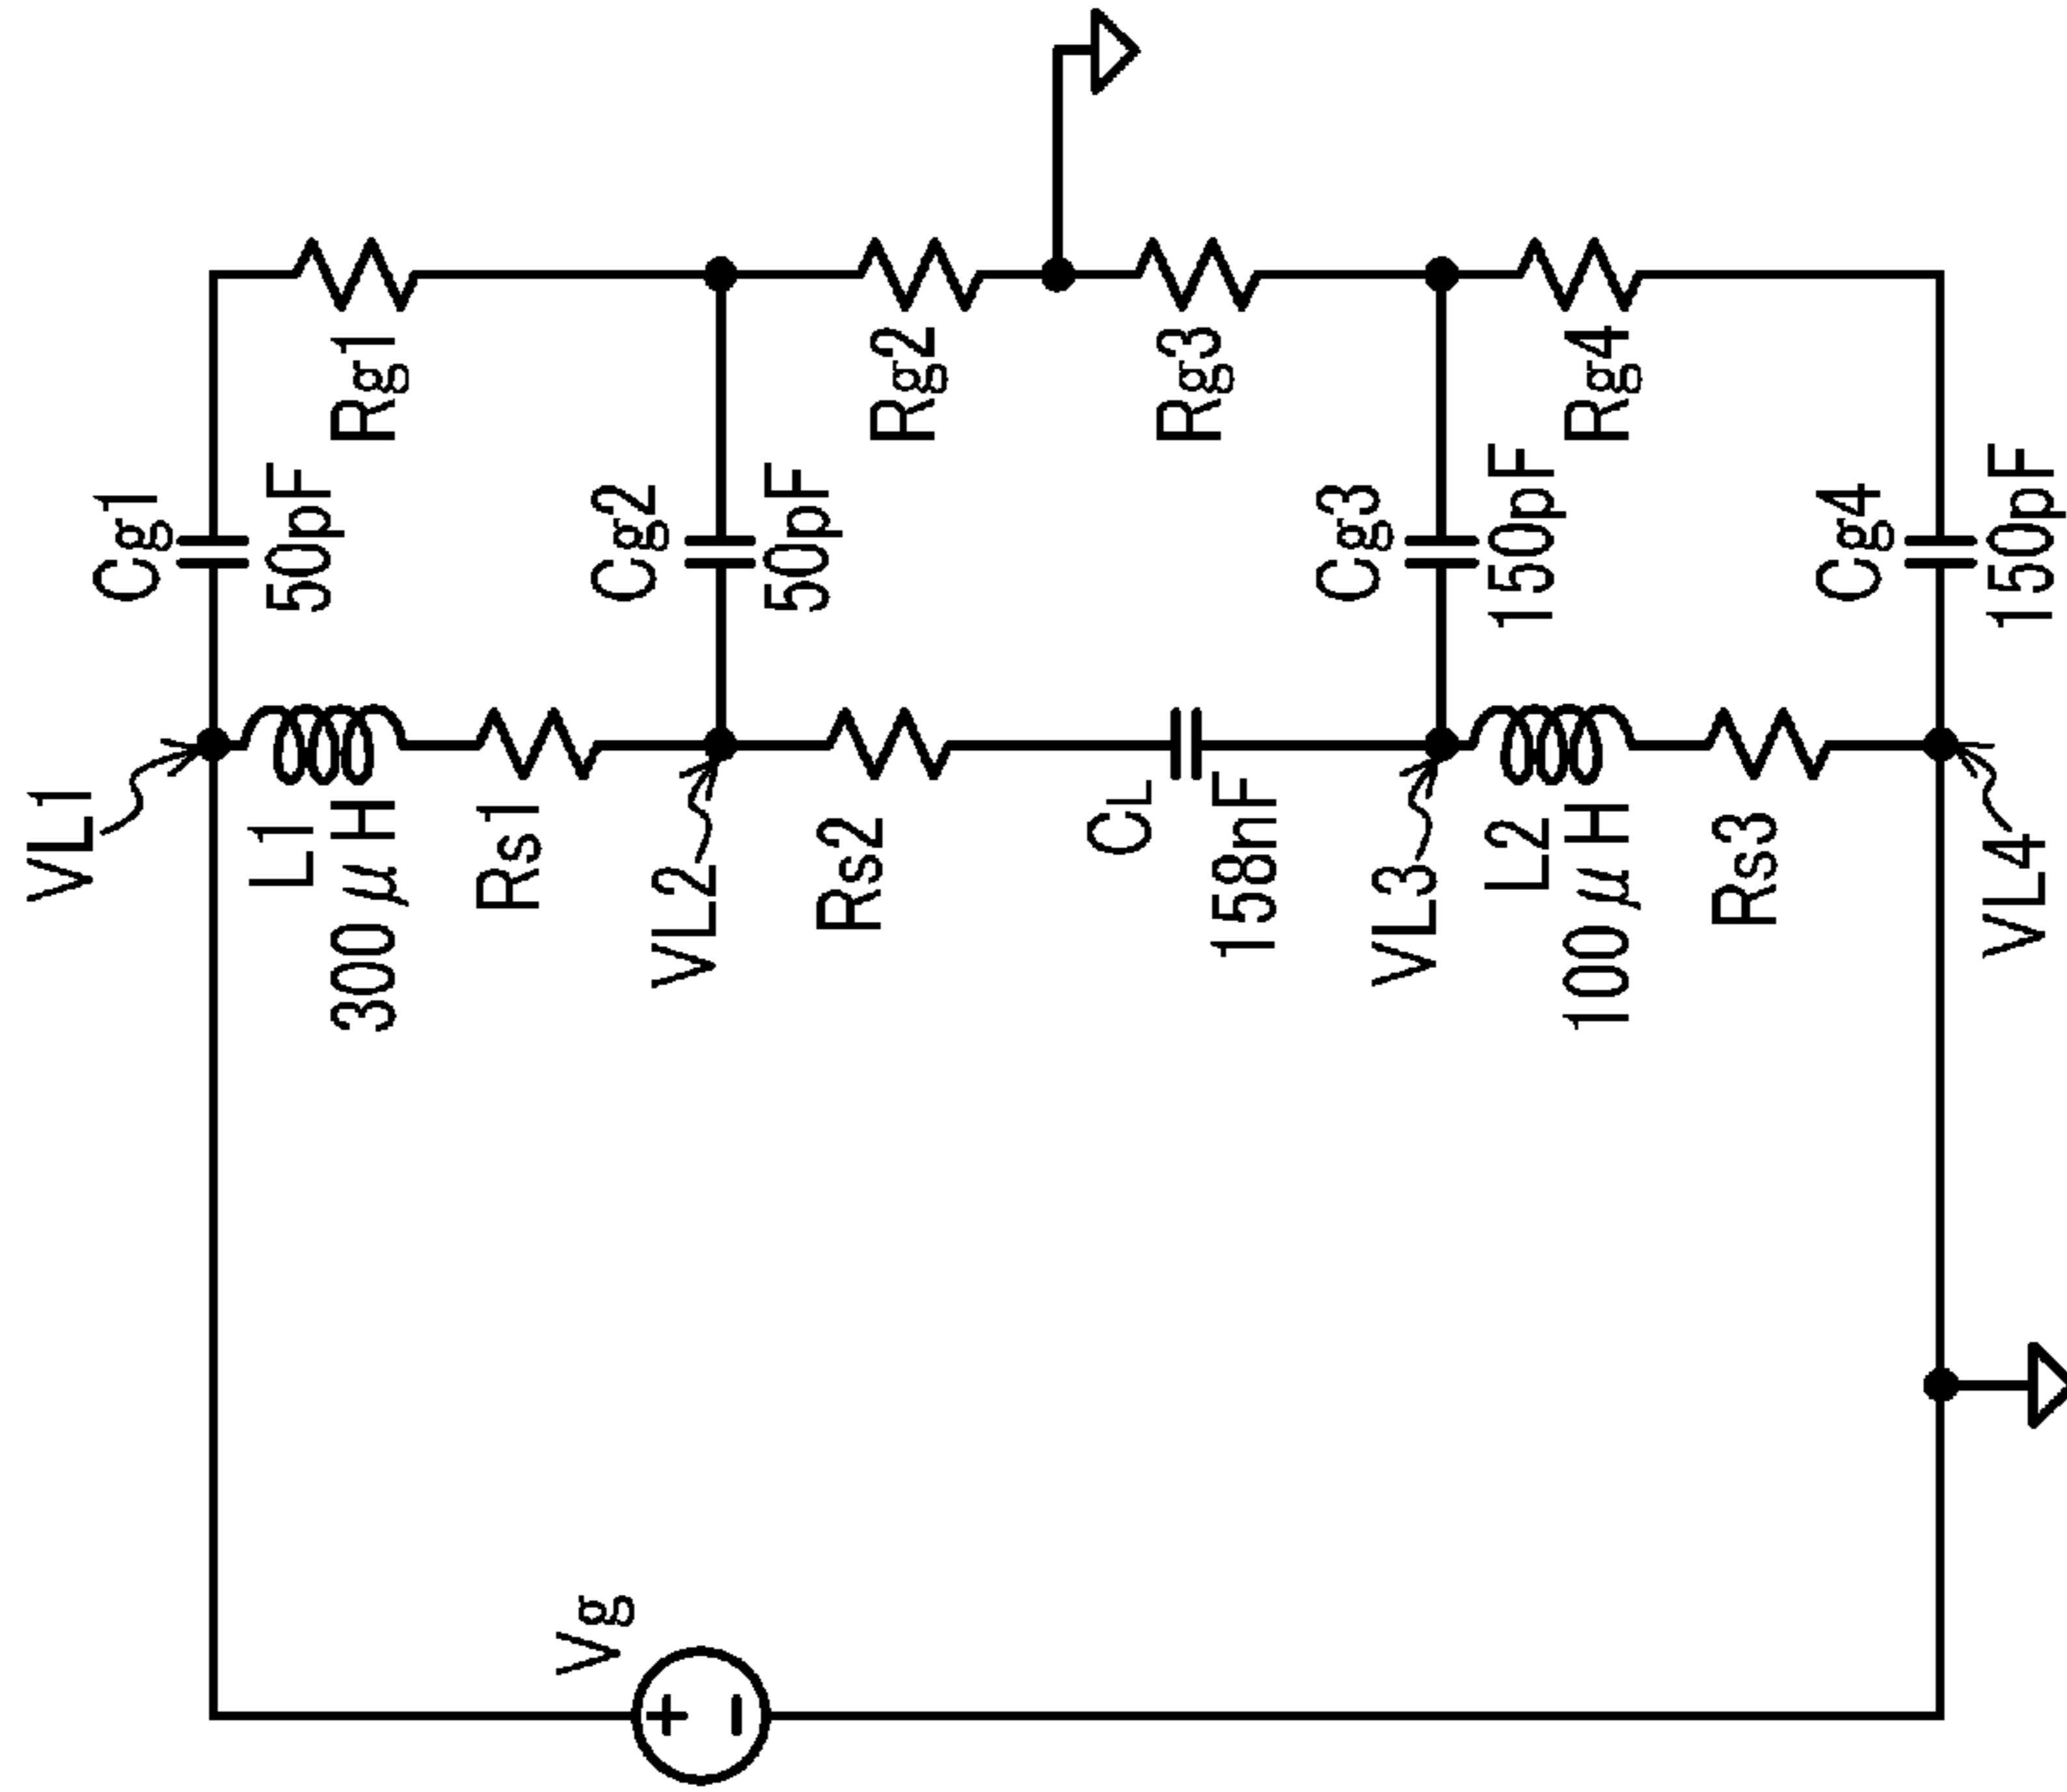 VL1
Cg1
50pF
L1
300μH
Rg1
Rs1
Vg
VL2
Cg2
50pF
Rs2
Rg2
CL
158nF
Rg3
VL3
Cg3
150pF
L2
100μH
Rg4
Rs3
VL4
Cg4
150pF
+
−